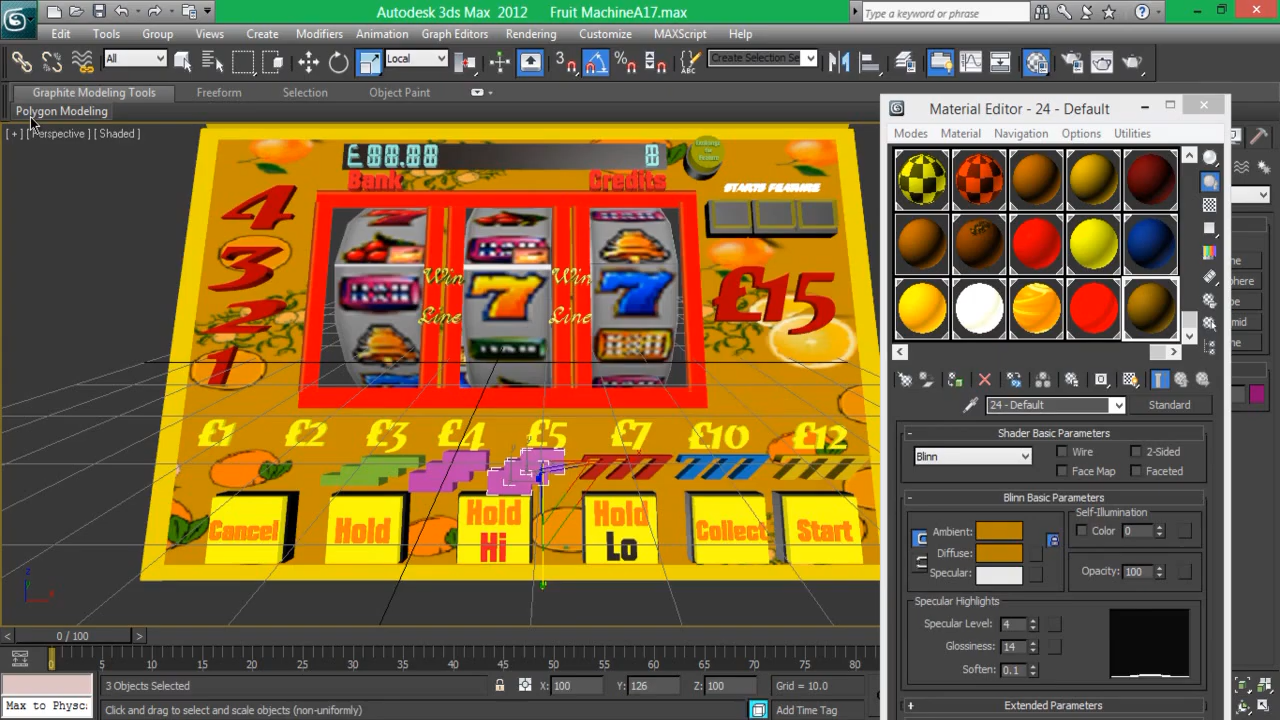 Autodesk 3ds Max 2012 Fruit MachineA17.max
Type a keyword or phrase
Edit Tools Group Views Create Modifiers Animation Graph Editors Rendering Customize MAXScript Help
All
Local
3
Create Selection Se
Graphite Modeling Tools Freeform Selection Object Paint
Polygon Modeling
[ + ] [ Perspective ] [ Shaded ]
£88.88 8
Bank Credits
STARTS FEATURE
4
3
2
1
Win Win
Line Line
7 7
£15
£1 £2 £3 £4 £5 £7 £10 £12
Cancel Hold Hold Hi Hold Lo Collect Start
Material Editor - 24 - Default
Modes Material Navigation Options Utilities
24 - Default Standard
Shader Basic Parameters
Blinn Wire 2-Sided
Face Map Faceted
Blinn Basic Parameters
Self-Illumination
Ambient: Color 0
Diffuse:
Specular: Opacity: 100
Specular Highlights
Specular Level: 4
Glossiness: 14
Soften: 0.1
Extended Parameters
0 / 100
0 5 10 15 20 25 30 35 40 45 50 55 60 65 70 75 80
3 Objects Selected X: 100 Y: 126 Z: 100 Grid = 10.0
Max to Physc Click and drag to select and scale objects (non-uniformly) Add Time Tag